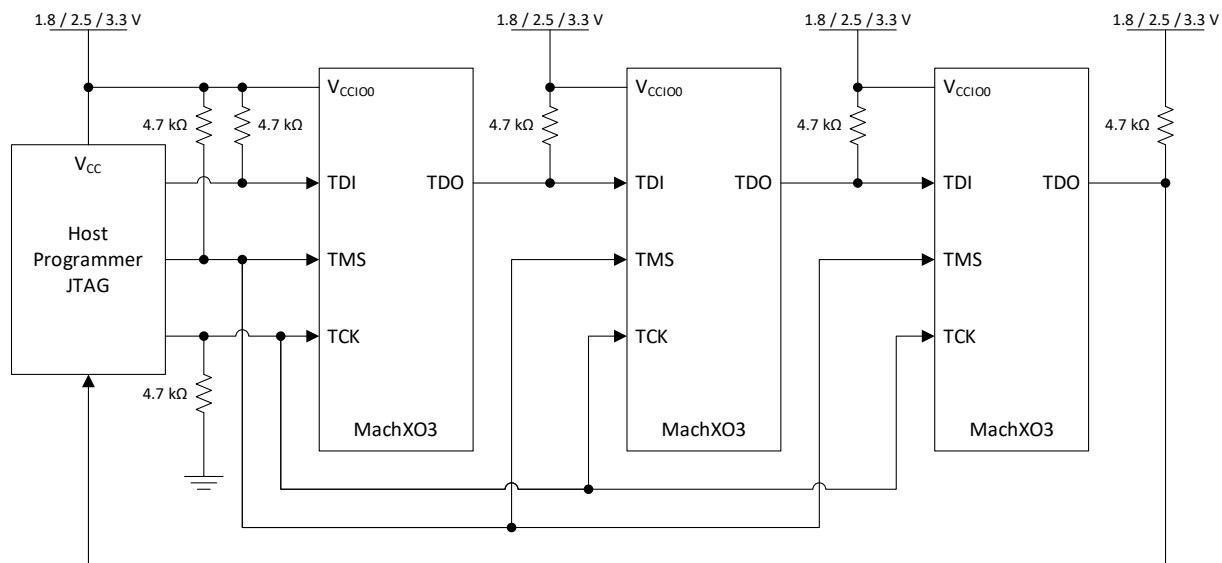 1.8 / 2.5 / 3.3 V
1.8 / 2.5 / 3.3 V
1.8 / 2.5 / 3.3 V
1.8 / 2.5 / 3.3 V
VCCIO0
VCCIO0
VCCIO0
4.7 kΩ
4.7 kΩ
4.7 kΩ
4.7 kΩ
4.7 kΩ
VCC
TDI
TDO
TDI
TDO
TDI
TDO
Host
Programmer
JTAG
TMS
TMS
TMS
TCK
TCK
TCK
4.7 kΩ
MachXO3
MachXO3
MachXO3